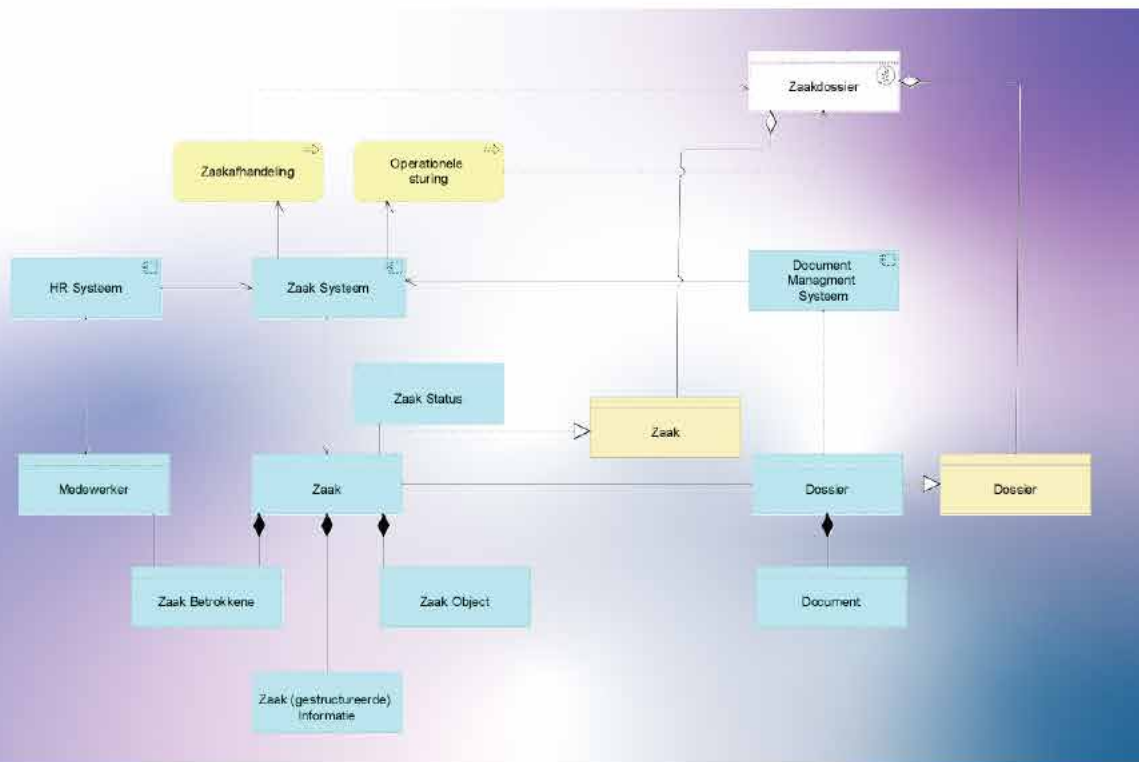 Zaakdossier
Zaakafhandeling
Operationele
sturing
HR Systeem
Zaak Systeem
Document
Managment
Systeem
Zaak Status
Zaak
Medewerker
Zaak
Dossier
Dossier
Zaak Betrokkene
Zaak Object
Document
Zaak (gestructureerde)
Informatie